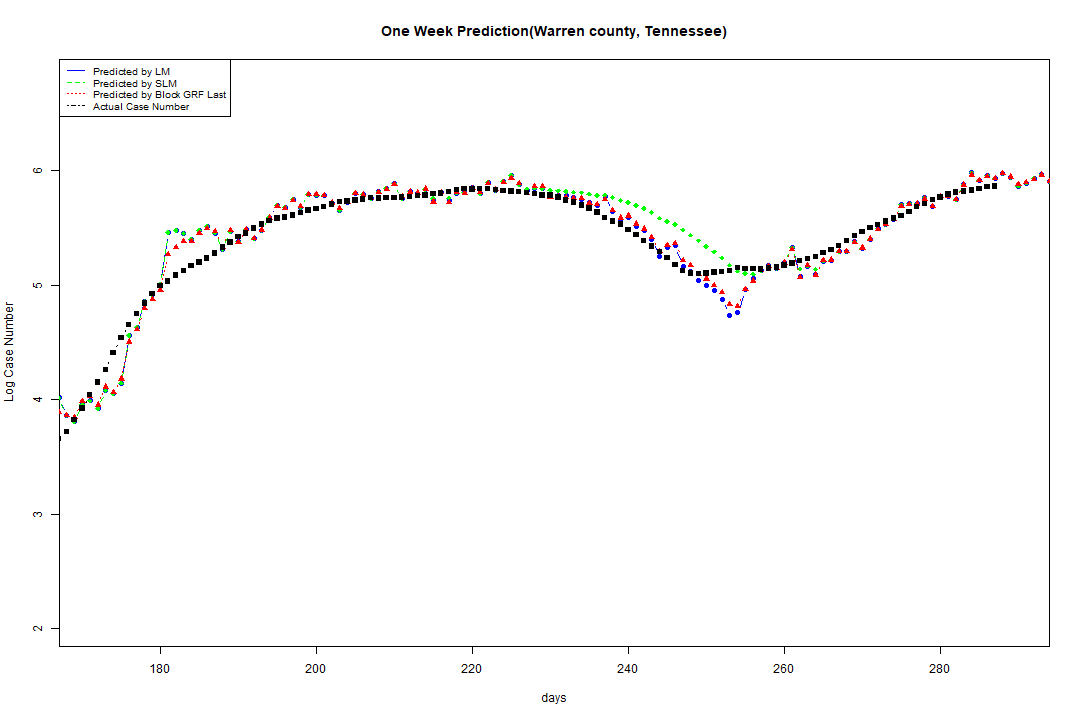 One Week Prediction(Warren county, Tennessee)
Predicted by LM
Predicted by SLM
Predicted by Block GRF Last
Actual Case Number
6
5
4
3
2
Log Case Number
180 200 220 240 260 280
days